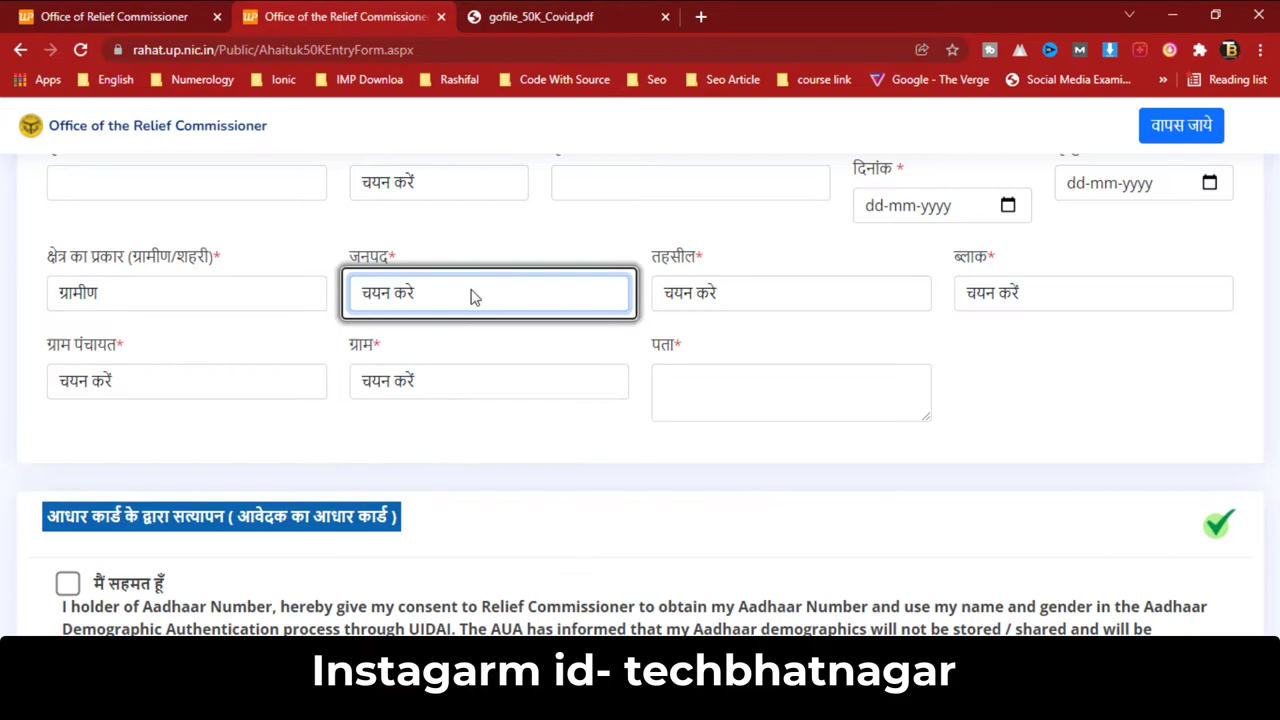 Office of Relief Commissioner
Office of the Relief Commissione
gofile_50K_Covid.pdf
rahat.up.nic.in/Public/Ahaituk50KEntryForm.aspx
Apps English Numerology Ionic IMP Downloa Rashifal Code With Source Seo Seo Article course link Google - The Verge Social Media Exami... » Reading list
Office of the Relief Commissioner
वापस जाये
दिनांक *
चयन करें
dd-mm-yyyy
dd-mm-yyyy
क्षेत्र का प्रकार (ग्रामीण/शहरी)* जनपद* तहसील* ब्लाक*
ग्रामीण चयन करे चयन करे चयन करें
ग्राम पंचायत* ग्राम* पता*
चयन करें चयन करें
आधार कार्ड के द्वारा सत्यापन ( आवेदक का आधार कार्ड )
मैं सहमत हूँ
I holder of Aadhaar Number, hereby give my consent to Relief Commissioner to obtain my Aadhaar Number and use my name and gender in the Aadhaar
Demographic Authentication process through UIDAI. The AUA has informed that my Aadhaar demographics will not be stored / shared and will be
Instagarm id- techbhatnagar